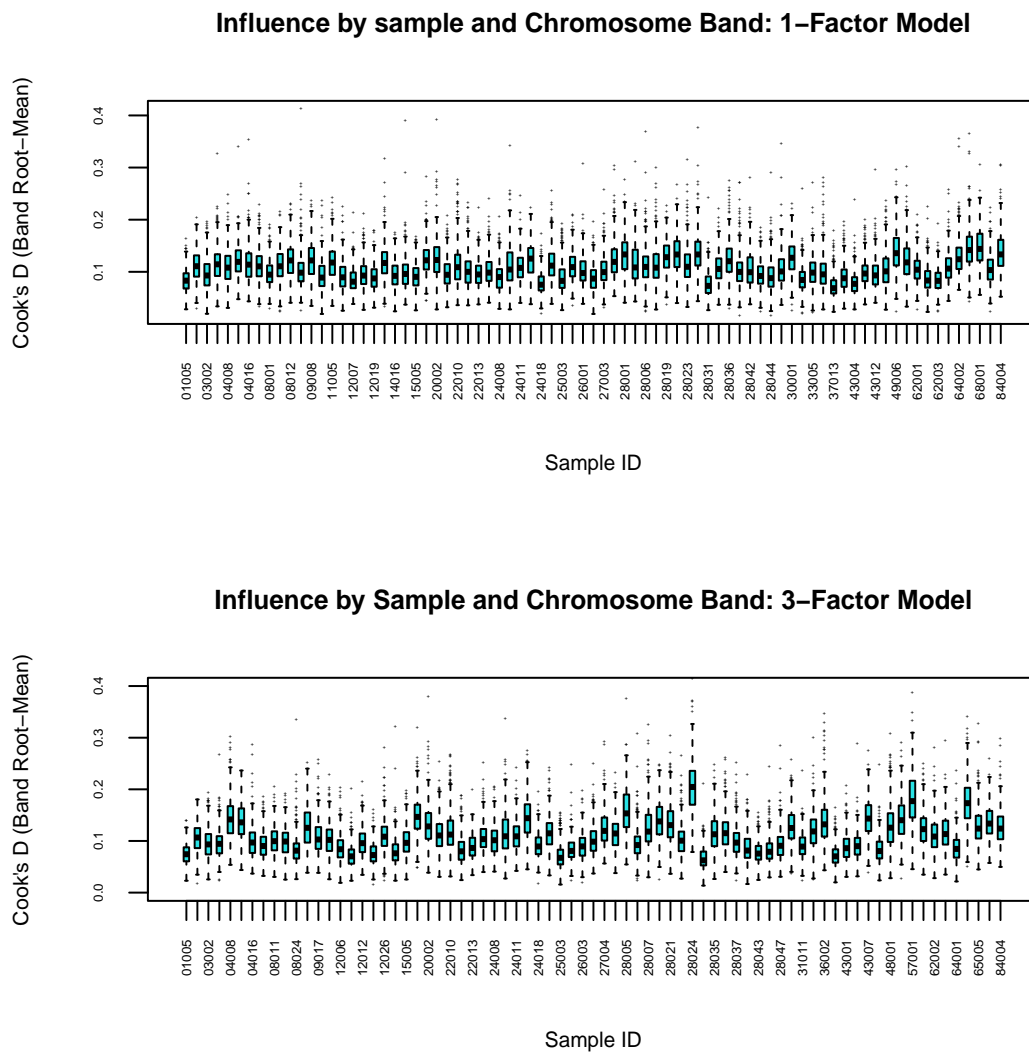 Influence by sample and Chromosome Band: 1−Factor Model
Cook's D (Band Root−Mean)
0.4
0.3
0.2
0.1
01005 03002 04008 04016 08001 08012 09008 11005 12007 12019 14016 15005 20002 22010 22013 24008 24011 24018 25003 26001 27003 28001 28006 28019 28023 28031 28036 28042 28044 30001 33005 37013 43004 43012 49006 62001 62003 64002 68001 84004
Sample ID
Influence by Sample and Chromosome Band: 3−Factor Model
Cook's D (Band Root−Mean)
0.4
0.3
0.2
0.1
0.0
01005 03002 04008 04016 08011 08024 09017 12006 12012 12026 15005 20002 22010 22013 24008 24011 24018 25003 26003 27004 28005 28007 28021 28024 28035 28037 28043 28047 31011 36002 43001 43007 48001 57001 62002 64001 65005 84004
Sample ID